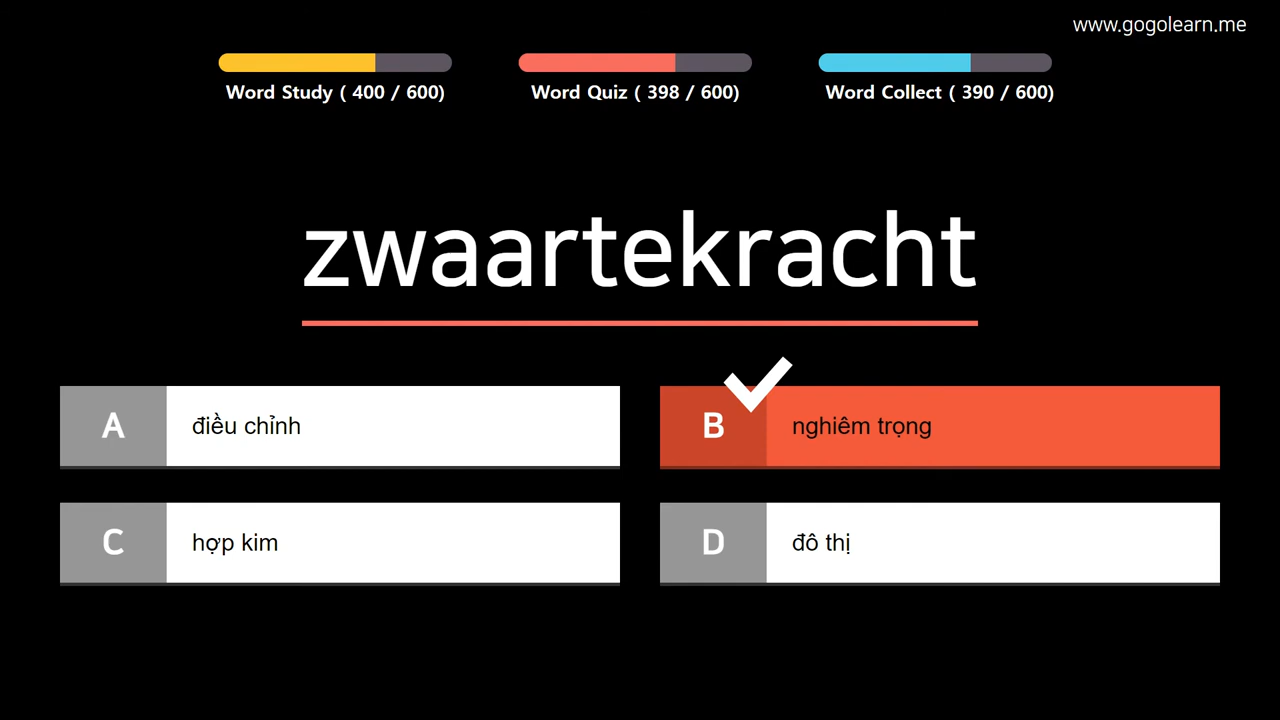 www.gogolearn.me
Word Study ( 400 / 600)
Word Quiz ( 398 / 600)
Word Collect ( 390 / 600)
zwaartekracht
A
điều chỉnh
B
nghiêm trọng
C
hợp kim
D
đô thị